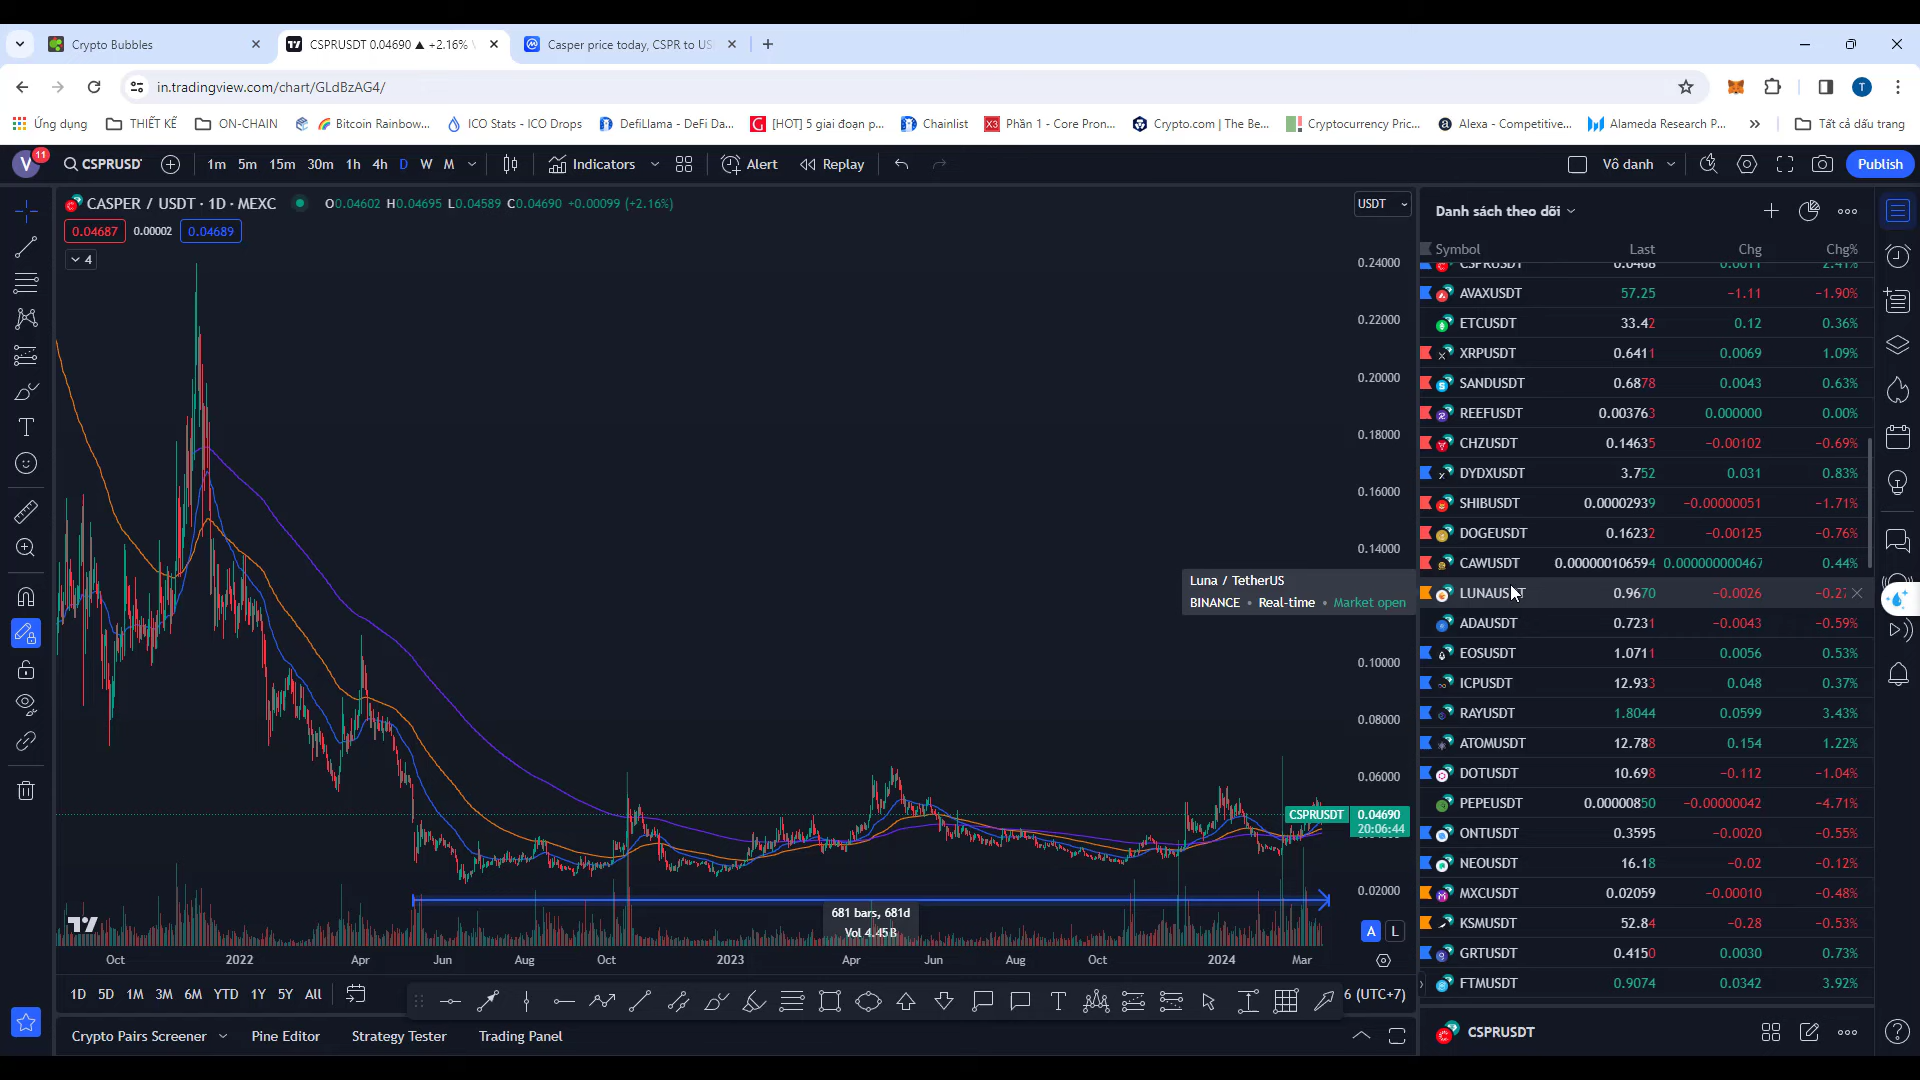 Crypto Bubbles
CSPRUSDT 0.04690 ▲ +2.16%
Casper price today, CSPR to US
in.tradingview.com/chart/GLdBzAG4/
Ứng dụng
THIẾT KẾ
ON-CHAIN
Bitcoin Rainbow...
ICO Stats - ICO Drops
DefiLlama - DeFi Da...
[HOT] 5 giai đoạn p...
Chainlist
Phần 1 - Core Pron...
Crypto.com | The Be...
Cryptocurrency Pric...
Alexa - Competitive...
Alameda Research P...
Tất cả dấu trang
V 11
CSPRUSD
1m 5m 15m 30m 1h 4h D W M
Indicators
Alert
Replay
Vô danh
Publish
CASPER / USDT · 1D · MEXC
O0.04602 H0.04695 L0.04589 C0.04690 +0.00099 (+2.16%)
USDT
0.04687 0.00002 0.04689
4
0.24000
0.22000
0.20000
0.18000
0.16000
0.14000
0.10000
0.08000
0.06000
CSPRUSDT 0.04690
20:06:44
0.02000
Luna / TetherUS
BINANCE • Real-time • Market open
681 bars, 681d
Vol 4.45B
A L
Oct 2022 Apr Jun Aug Oct 2023 Apr Jun Aug Oct 2024 Mar
1D 5D 1M 3M 6M YTD 1Y 5Y All
6 (UTC+7)
Crypto Pairs Screener
Pine Editor
Strategy Tester
Trading Panel
Danh sách theo dõi
Symbol Last Chg Chg%
CSPRUSDT 0.0468 0.0011 2.41%
AVAXUSDT 57.25 −1.11 −1.90%
ETCUSDT 33.42 0.12 0.36%
XRPUSDT 0.6411 0.0069 1.09%
SANDUSDT 0.6878 0.0043 0.63%
REEFUSDT 0.003763 0.000000 0.00%
CHZUSDT 0.14635 −0.00102 −0.69%
DYDXUSDT 3.752 0.031 0.83%
SHIBUSDT 0.00002939 −0.00000051 −1.71%
DOGEUSDT 0.16232 −0.00125 −0.76%
CAWUSDT 0.000000106594 0.000000000467 0.44%
LUNAUSDT 0.9670 −0.0026 −0.27
ADAUSDT 0.7231 −0.0043 −0.59%
EOSUSDT 1.0711 0.0056 0.53%
ICPUSDT 12.933 0.048 0.37%
RAYUSDT 1.8044 0.0599 3.43%
ATOMUSDT 12.788 0.154 1.22%
DOTUSDT 10.698 −0.112 −1.04%
PEPEUSDT 0.00000850 −0.00000042 −4.71%
ONTUSDT 0.3595 −0.0020 −0.55%
NEOUSDT 16.18 −0.02 −0.12%
MXCUSDT 0.02059 −0.00010 −0.48%
KSMUSDT 52.84 −0.28 −0.53%
GRTUSDT 0.4150 0.0030 0.73%
FTMUSDT 0.9074 0.0342 3.92%
CSPRUSDT